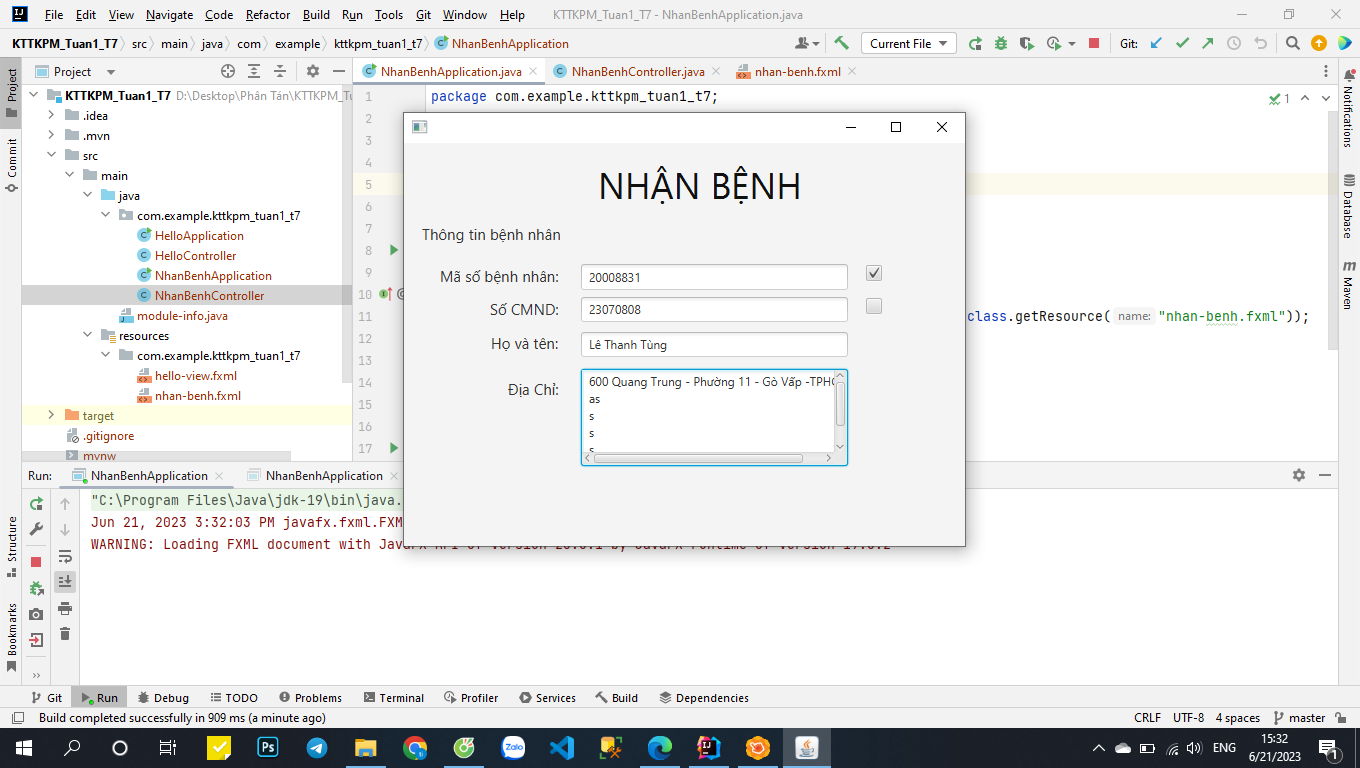 File Edit View Navigate Code Refactor Build Run Tools Git Window Help KTTKPM_Tuan1_T7 - NhanBenhApplication.java
KTTKPM_Tuan1_T7 src main java com example kttkpm_tuan1_t7 NhanBenhApplication Current File Git:
Project NhanBenhApplication.java NhanBenhController.java nhan-benh.fxml
KTTKPM_Tuan1_T7 D:\Desktop\Phân Tán\KTTKPM_Tu
.idea
.mvn
src
main
java
com.example.kttkpm_tuan1_t7
HelloApplication
HelloController
NhanBenhApplication
NhanBenhController
module-info.java
resources
com.example.kttkpm_tuan1_t7
hello-view.fxml
nhan-benh.fxml
target
.gitignore
mvnw
1 package com.example.kttkpm_tuan1_t7; 1
2
3
4
5
6
7
8
9
10
11 class.getResource( name: "nhan-benh.fxml"));
12
13
14
15
16
17
NHẬN BỆNH
Thông tin bệnh nhân
Mã số bệnh nhân: 20008831
Số CMND: 23070808
Họ và tên: Lê Thanh Tùng
Địa Chỉ: 600 Quang Trung - Phường 11 - Gò Vấp -TPHC
as
s
s
s
Project
Commit
Structure
Bookmarks
Notifications
Database
Maven
Run: NhanBenhApplication NhanBenhApplication
"C:\Program Files\Java\jdk-19\bin\java.
Jun 21, 2023 3:32:03 PM javafx.fxml.FXM
WARNING: Loading FXML document with JavaFX API of version 20.0.1 by JavaFX runtime of version 19.0.2
Git Run Debug TODO Problems Terminal Profiler Services Build Dependencies
Build completed successfully in 909 ms (a minute ago) CRLF UTF-8 4 spaces master
Ps Zalo ENG 15:32
6/21/2023 1